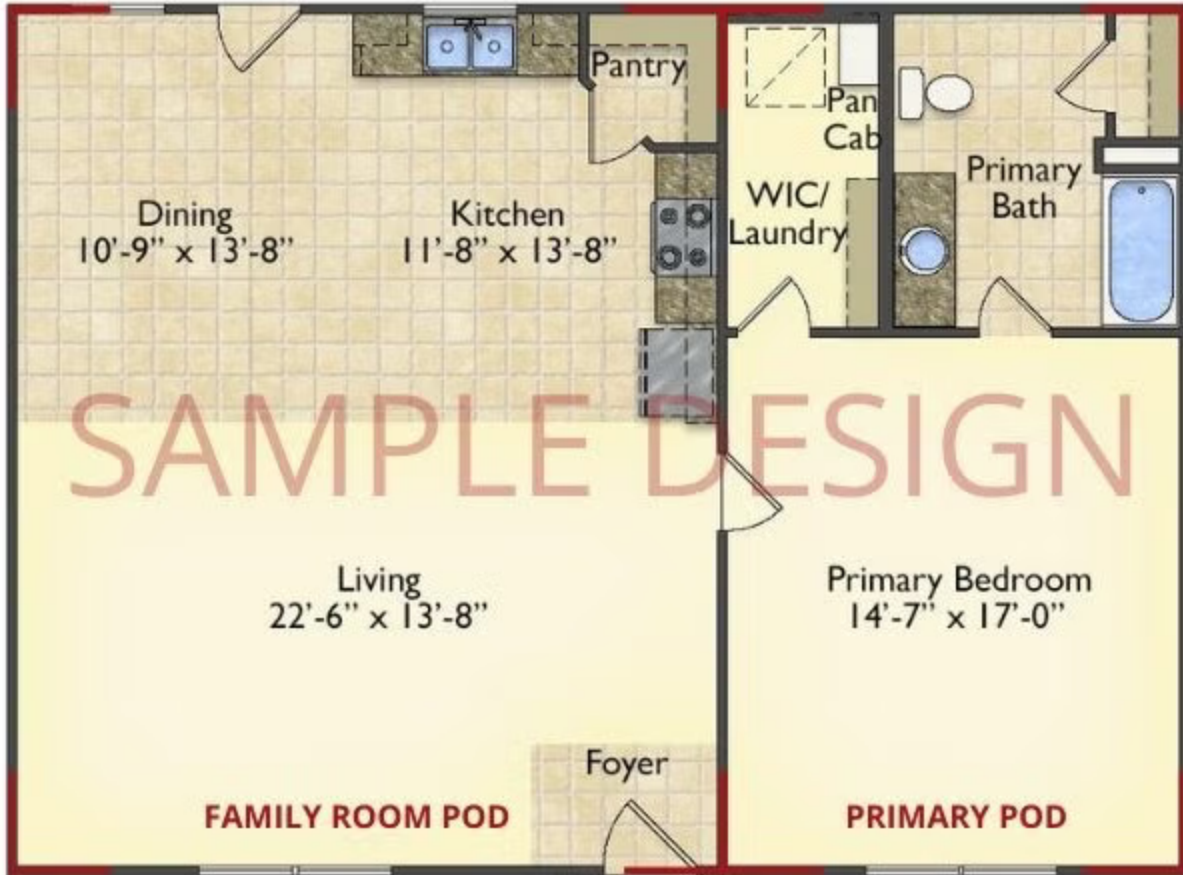 Pantry
Pan
Cab
Primary
Bath
Dining
10'-9” x 13'-8”
Kitchen
11'-8” x 13'-8”
WIC/
Laundry
SAMPLE DESIGN
Living
22'-6” x 13'-8”
Primary Bedroom
14'-7” x 17'-0”
Foyer
FAMILY ROOM POD
PRIMARY POD